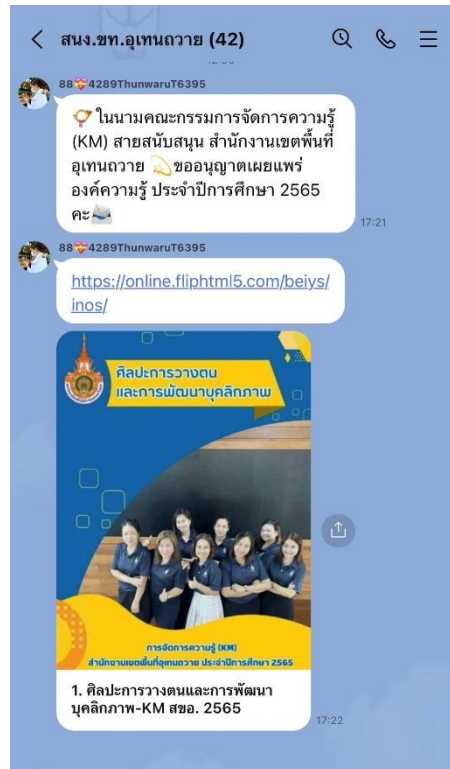 สนง.ขท.อุเทนถวาย (42)
88💝4289ThunwaruT6395
📯 ในนามคณะกรรมการจัดการความรู้
(KM) สายสนับสนุน สำนักงานเขตพื้นที่
อุเทนถวาย 💫ขออนุญาตเผยแพร่
องค์ความรู้ ประจำปีการศึกษา 2565
คะ📨
17:21
88💝4289ThunwaruT6395
https://online.fliphtml5.com/beiys/
inos/
ศิลปะการวางตน
และการพัฒนาบุคลิกภาพ
การจัดการความรู้ (KM)
สำนักงานเขตพื้นที่อุเทนถวาย ประจำปีการศึกษา 2565
1. ศิลปะการวางตนและการพัฒนา
บุคลิกภาพ-KM สขอ. 2565
17:22